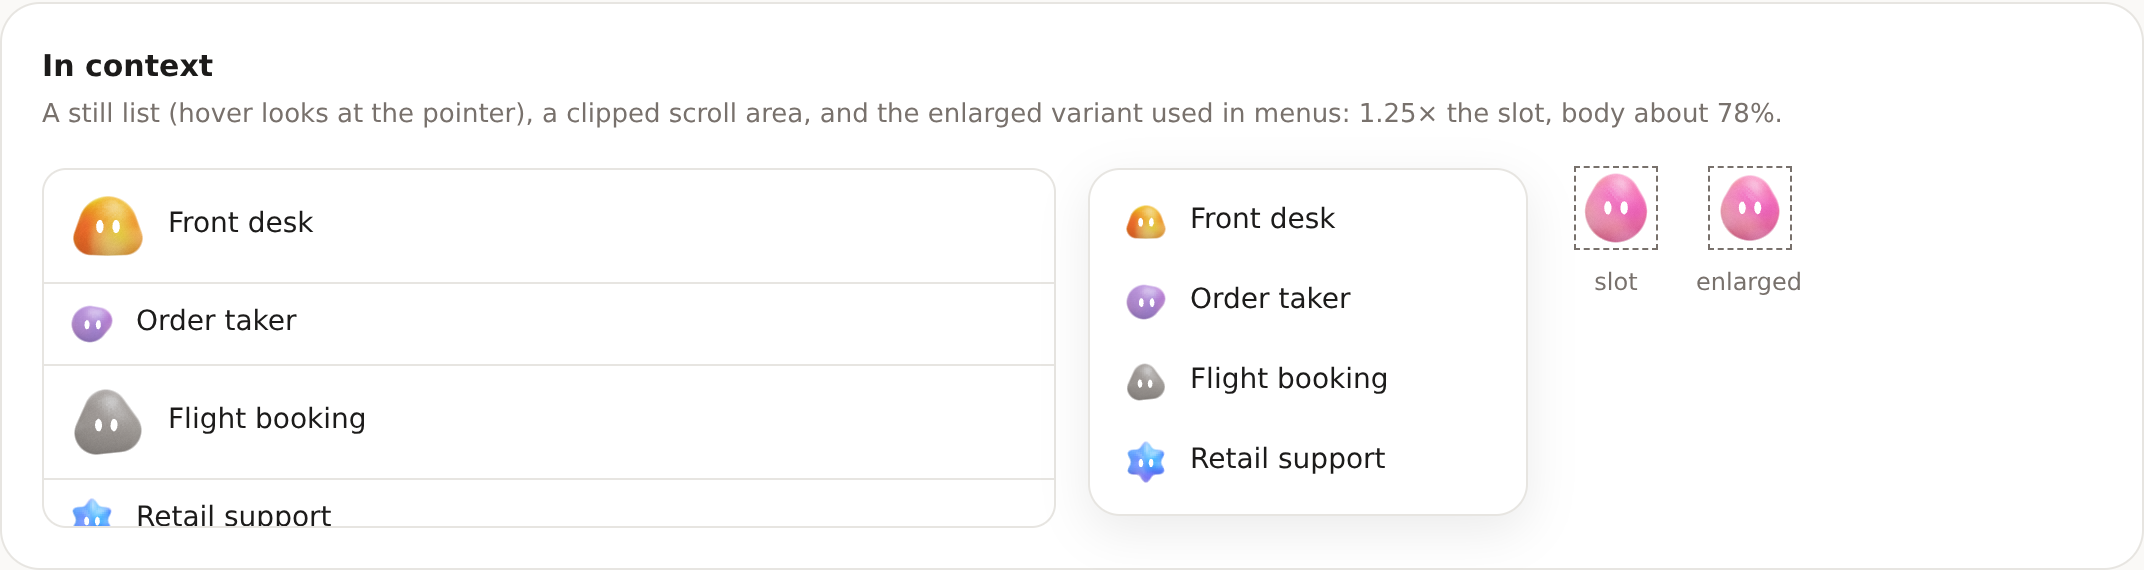 In context
A still list (hover looks at the pointer), a clipped scroll area, and the enlarged variant used in menus: 1.25× the slot, body about 78%.
Front desk
Order taker
Flight booking
Retail support
Front desk
Order taker
Flight booking
Retail support
slot
enlarged